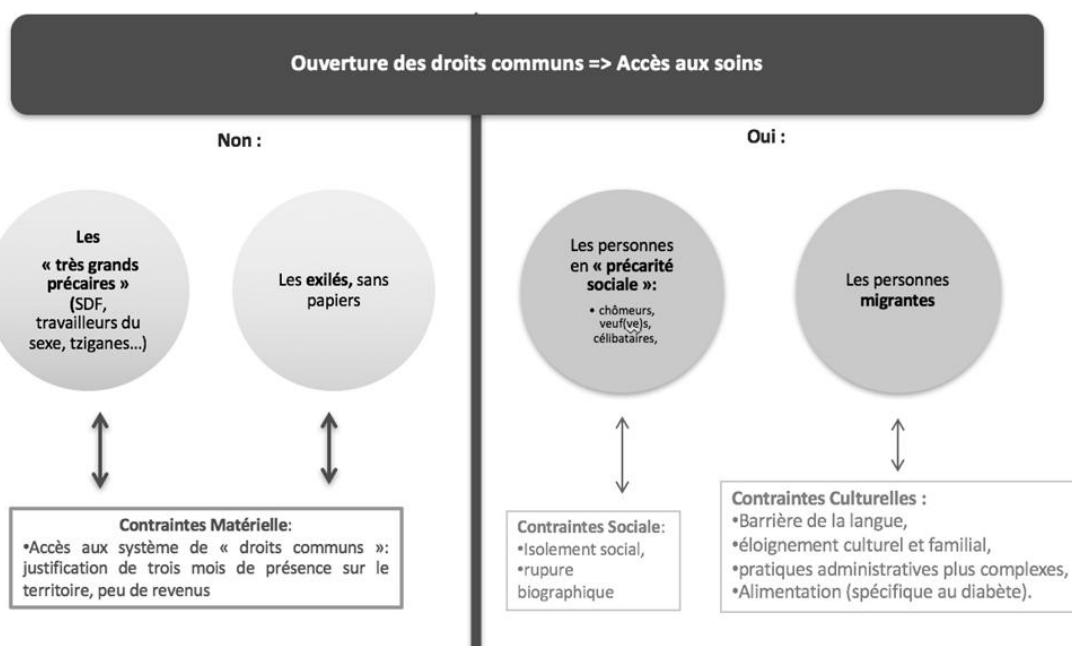 Ouverture des droits communs => Accès aux soins
Non :
Oui :
Les
« très grands
précaires »
(SDF,
travailleurs du
sexe, tziganes...)
Les exilés, sans
papiers
Les personnes
en « précarité
sociale »:
• chômeurs,
veuf(ve)s,
célibataires,
Les personnes
migrantes
Contraintes Matérielle:
•Accès aux système de « droits communs »:
justification de trois mois de présence sur le
territoire, peu de revenus
Contraintes Sociale:
•Isolement social,
•rupure
biographique
Contraintes Culturelles :
•Barrière de la langue,
•éloignement culturel et familial,
•pratiques administratives plus complexes,
•Alimentation (spécifique au diabète).